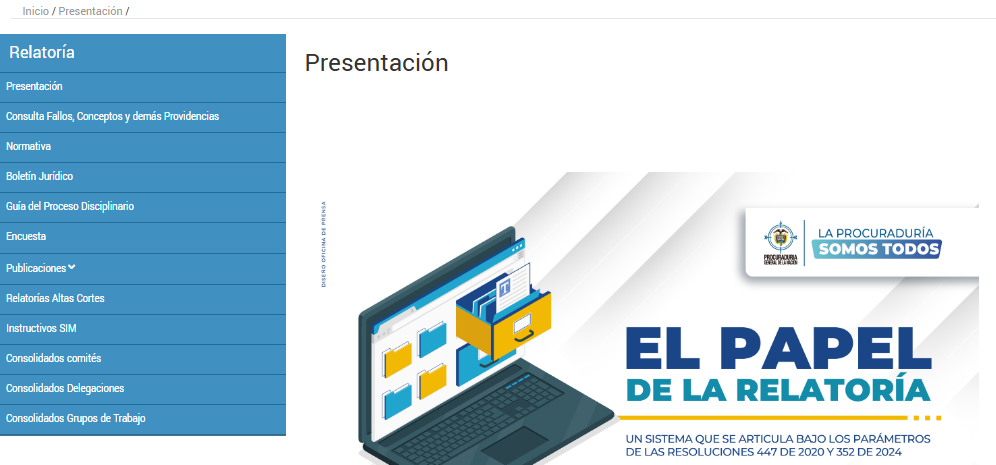 Inicio / Presentación /
Relatoría
Presentación
Consulta Fallos, Conceptos y demás Providencias
Normativa
Boletín Jurídico
Guía del Proceso Disciplinario
Encuesta
Publicaciones
Relatorías Altas Cortes
Instructivos SIM
Consolidados comités
Consolidados Delegaciones
Consolidados Grupos de Trabajo
Presentación
DISEÑO OFICINA DE PRENSA
T
PROCURADURIA
GENERAL DE LA NACION
LA PROCURADURÍA
SOMOS TODOS
EL PAPEL
DE LA RELATORÍA
UN SISTEMA QUE SE ARTICULA BAJO LOS PARÁMETROS
DE LAS RESOLUCIONES 447 DE 2020 Y 352 DE 2024